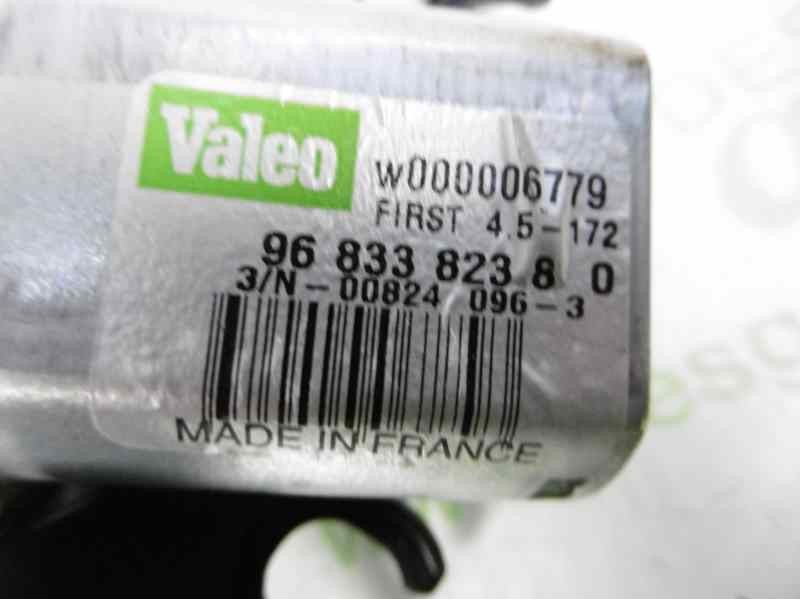 Valeo
W000006779
FIRST 4.5-172
96 833 823 8 0
3/N-00824 096-3
MADE IN FRANCE